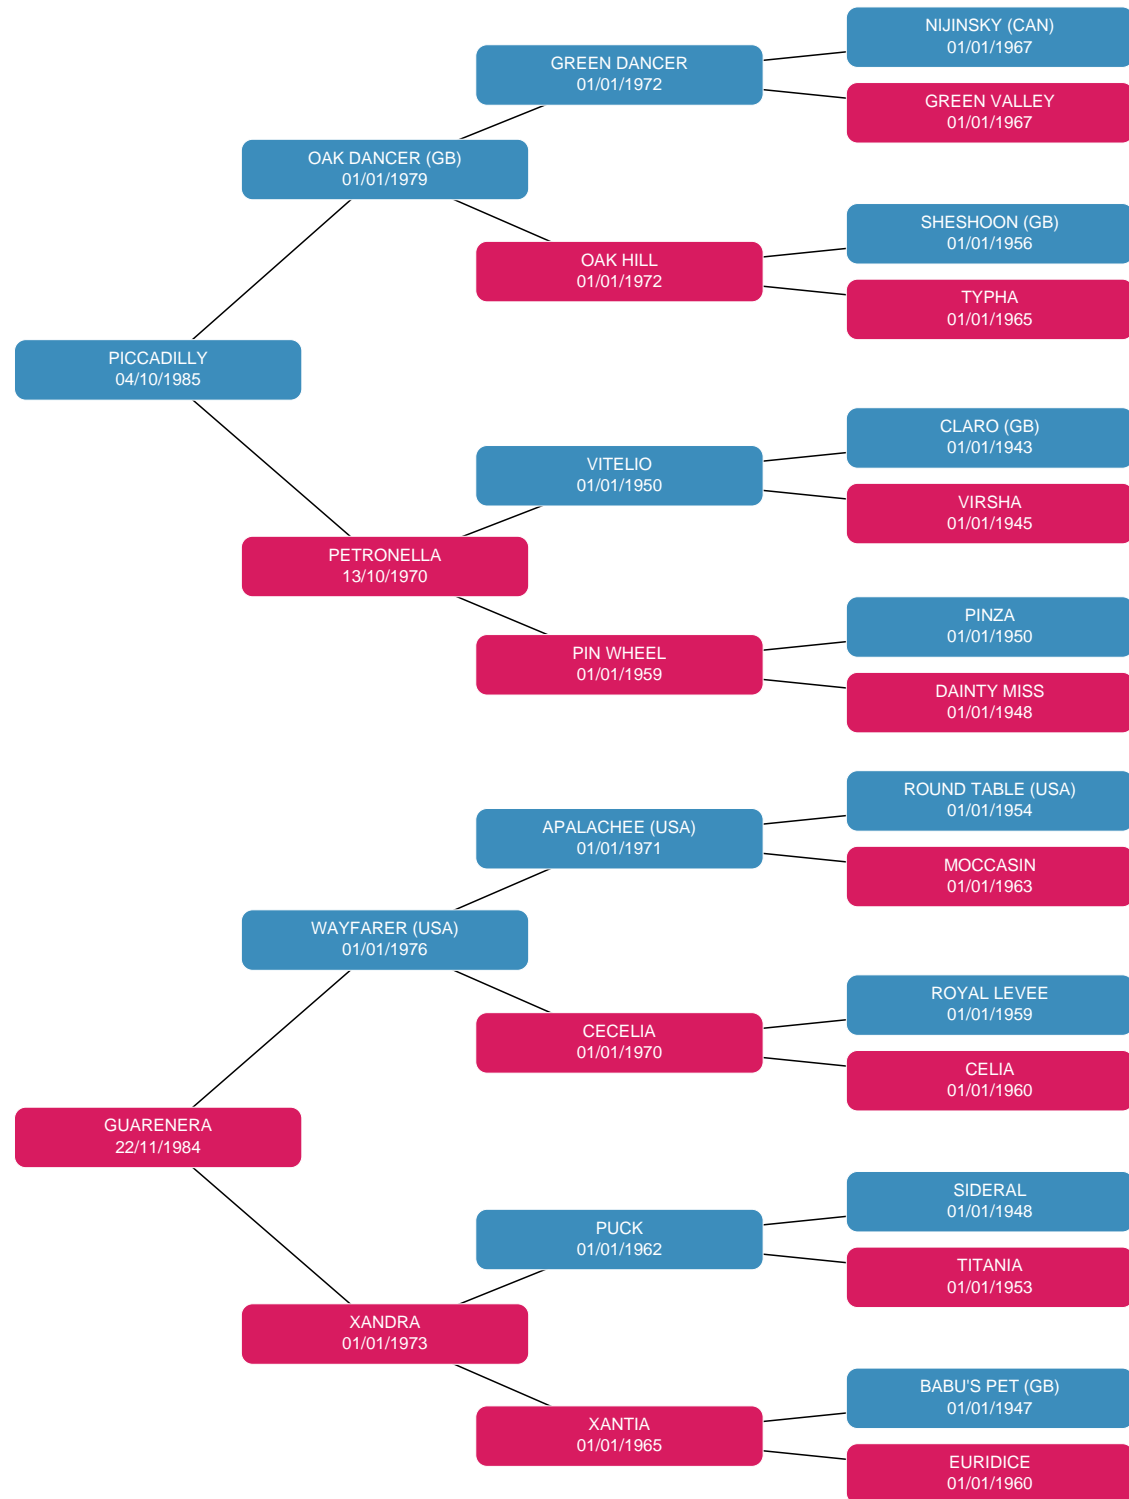 NIJINSKY (CAN)
01/01/1967
GREEN DANCER
01/01/1972
GREEN VALLEY
01/01/1967
OAK DANCER (GB)
01/01/1979
SHESHOON (GB)
01/01/1956
OAK HILL
01/01/1972
TYPHA
01/01/1965
PICCADILLY
04/10/1985
CLARO (GB)
01/01/1943
VITELIO
01/01/1950
VIRSHA
01/01/1945
PETRONELLA
13/10/1970
PINZA
01/01/1950
PIN WHEEL
01/01/1959
DAINTY MISS
01/01/1948
ROUND TABLE (USA)
01/01/1954
APALACHEE (USA)
01/01/1971
MOCCASIN
01/01/1963
WAYFARER (USA)
01/01/1976
ROYAL LEVEE
01/01/1959
CECELIA
01/01/1970
CELIA
01/01/1960
GUARENERA
22/11/1984
SIDERAL
01/01/1948
PUCK
01/01/1962
TITANIA
01/01/1953
XANDRA
01/01/1973
BABU'S PET (GB)
01/01/1947
XANTIA
01/01/1965
EURIDICE
01/01/1960